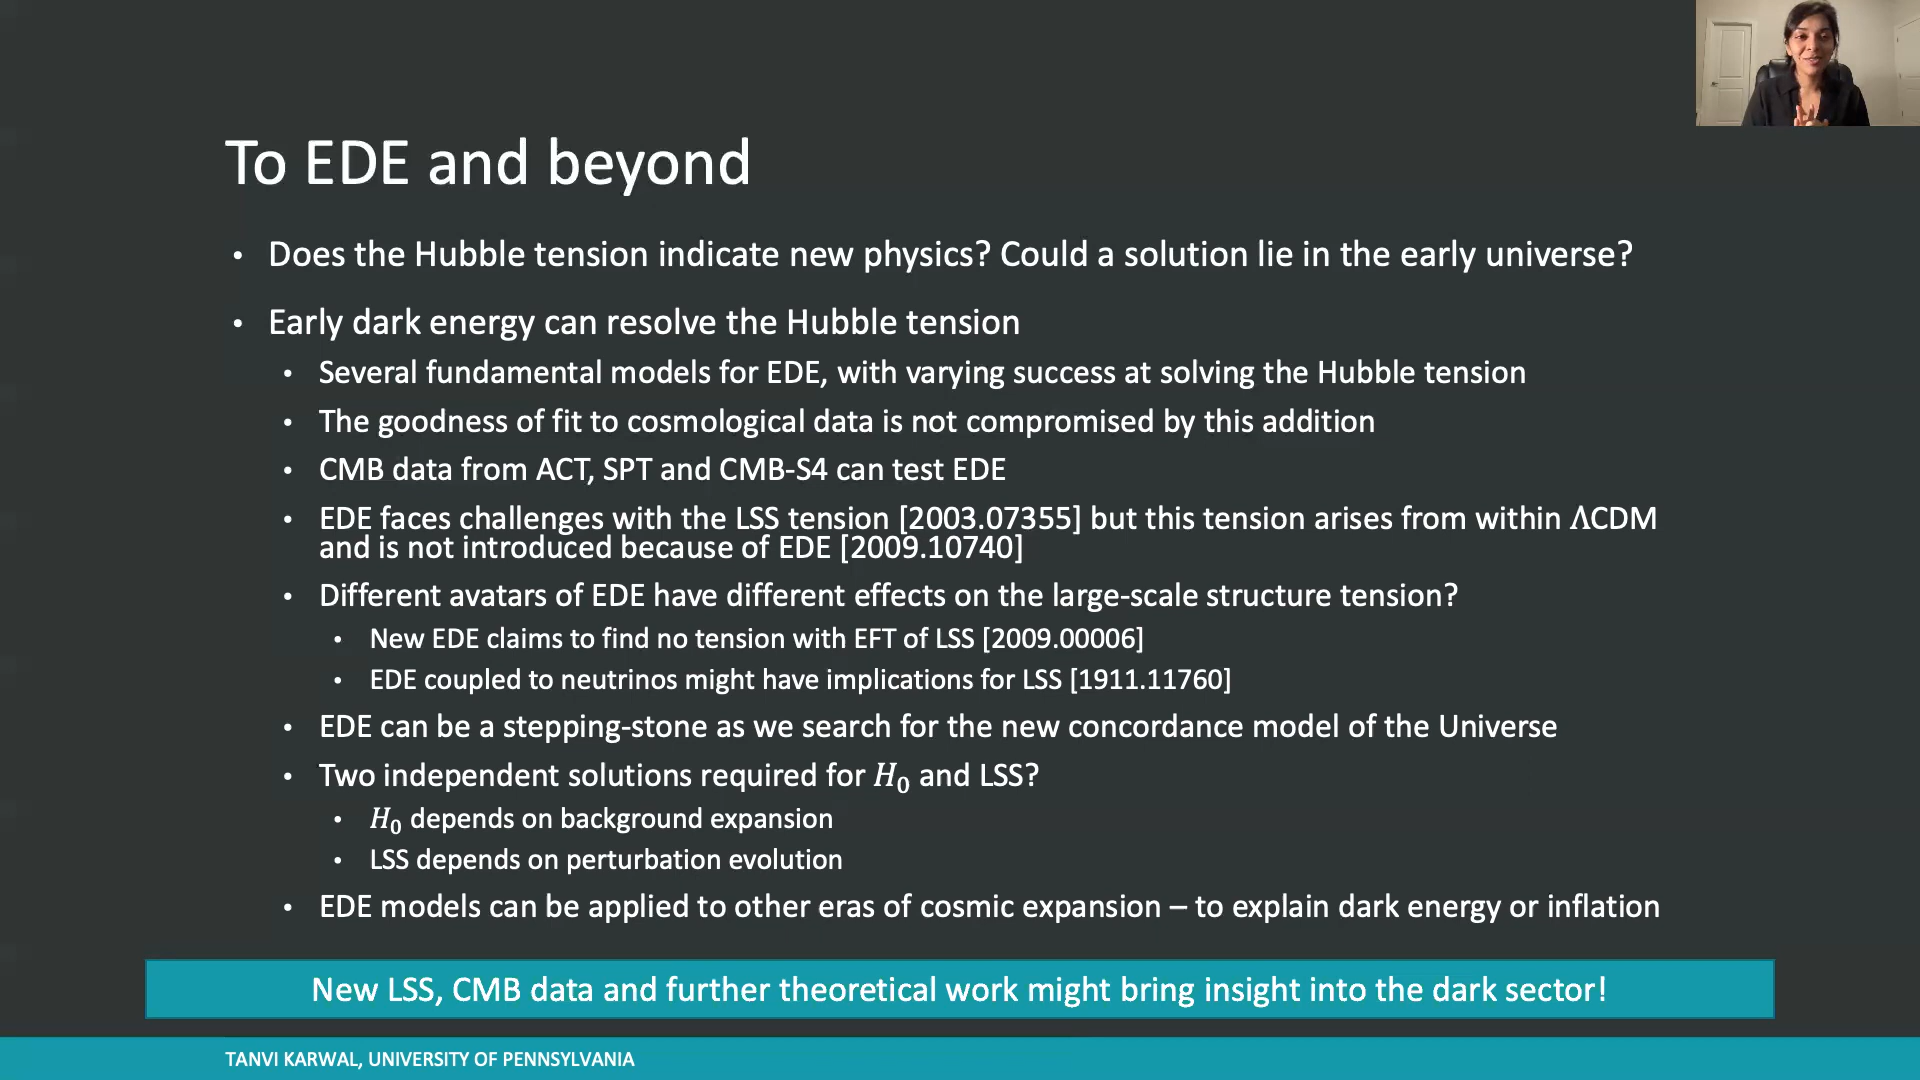 To EDE and beyond
• Does the Hubble tension indicate new physics? Could a solution lie in the early universe?
• Early dark energy can resolve the Hubble tension
• Several fundamental models for EDE, with varying success at solving the Hubble tension
• The goodness of fit to cosmological data is not compromised by this addition
• CMB data from ACT, SPT and CMB-S4 can test EDE
• EDE faces challenges with the LSS tension [2003.07355] but this tension arises from within ΛCDM
and is not introduced because of EDE [2009.10740]
• Different avatars of EDE have different effects on the large-scale structure tension?
• New EDE claims to find no tension with EFT of LSS [2009.00006]
• EDE coupled to neutrinos might have implications for LSS [1911.11760]
• EDE can be a stepping-stone as we search for the new concordance model of the Universe
• Two independent solutions required for H₀ and LSS?
• H₀ depends on background expansion
• LSS depends on perturbation evolution
• EDE models can be applied to other eras of cosmic expansion – to explain dark energy or inflation
New LSS, CMB data and further theoretical work might bring insight into the dark sector!
TANVI KARWAL, UNIVERSITY OF PENNSYLVANIA